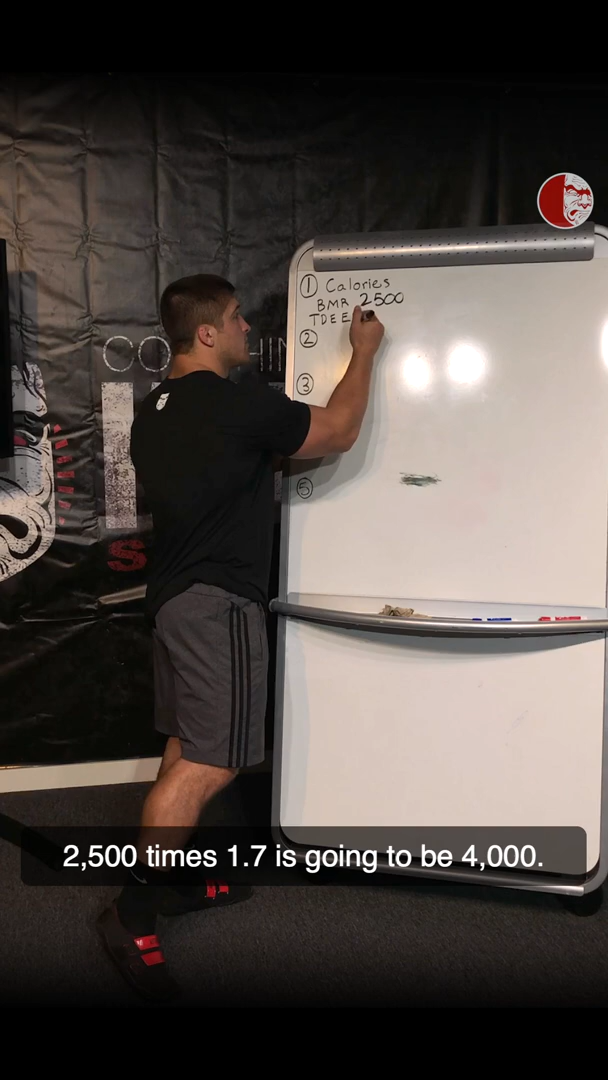 ① Calories
BMR 2500
TDEE
②
③
⑤
2,500 times 1.7 is going to be 4,000.